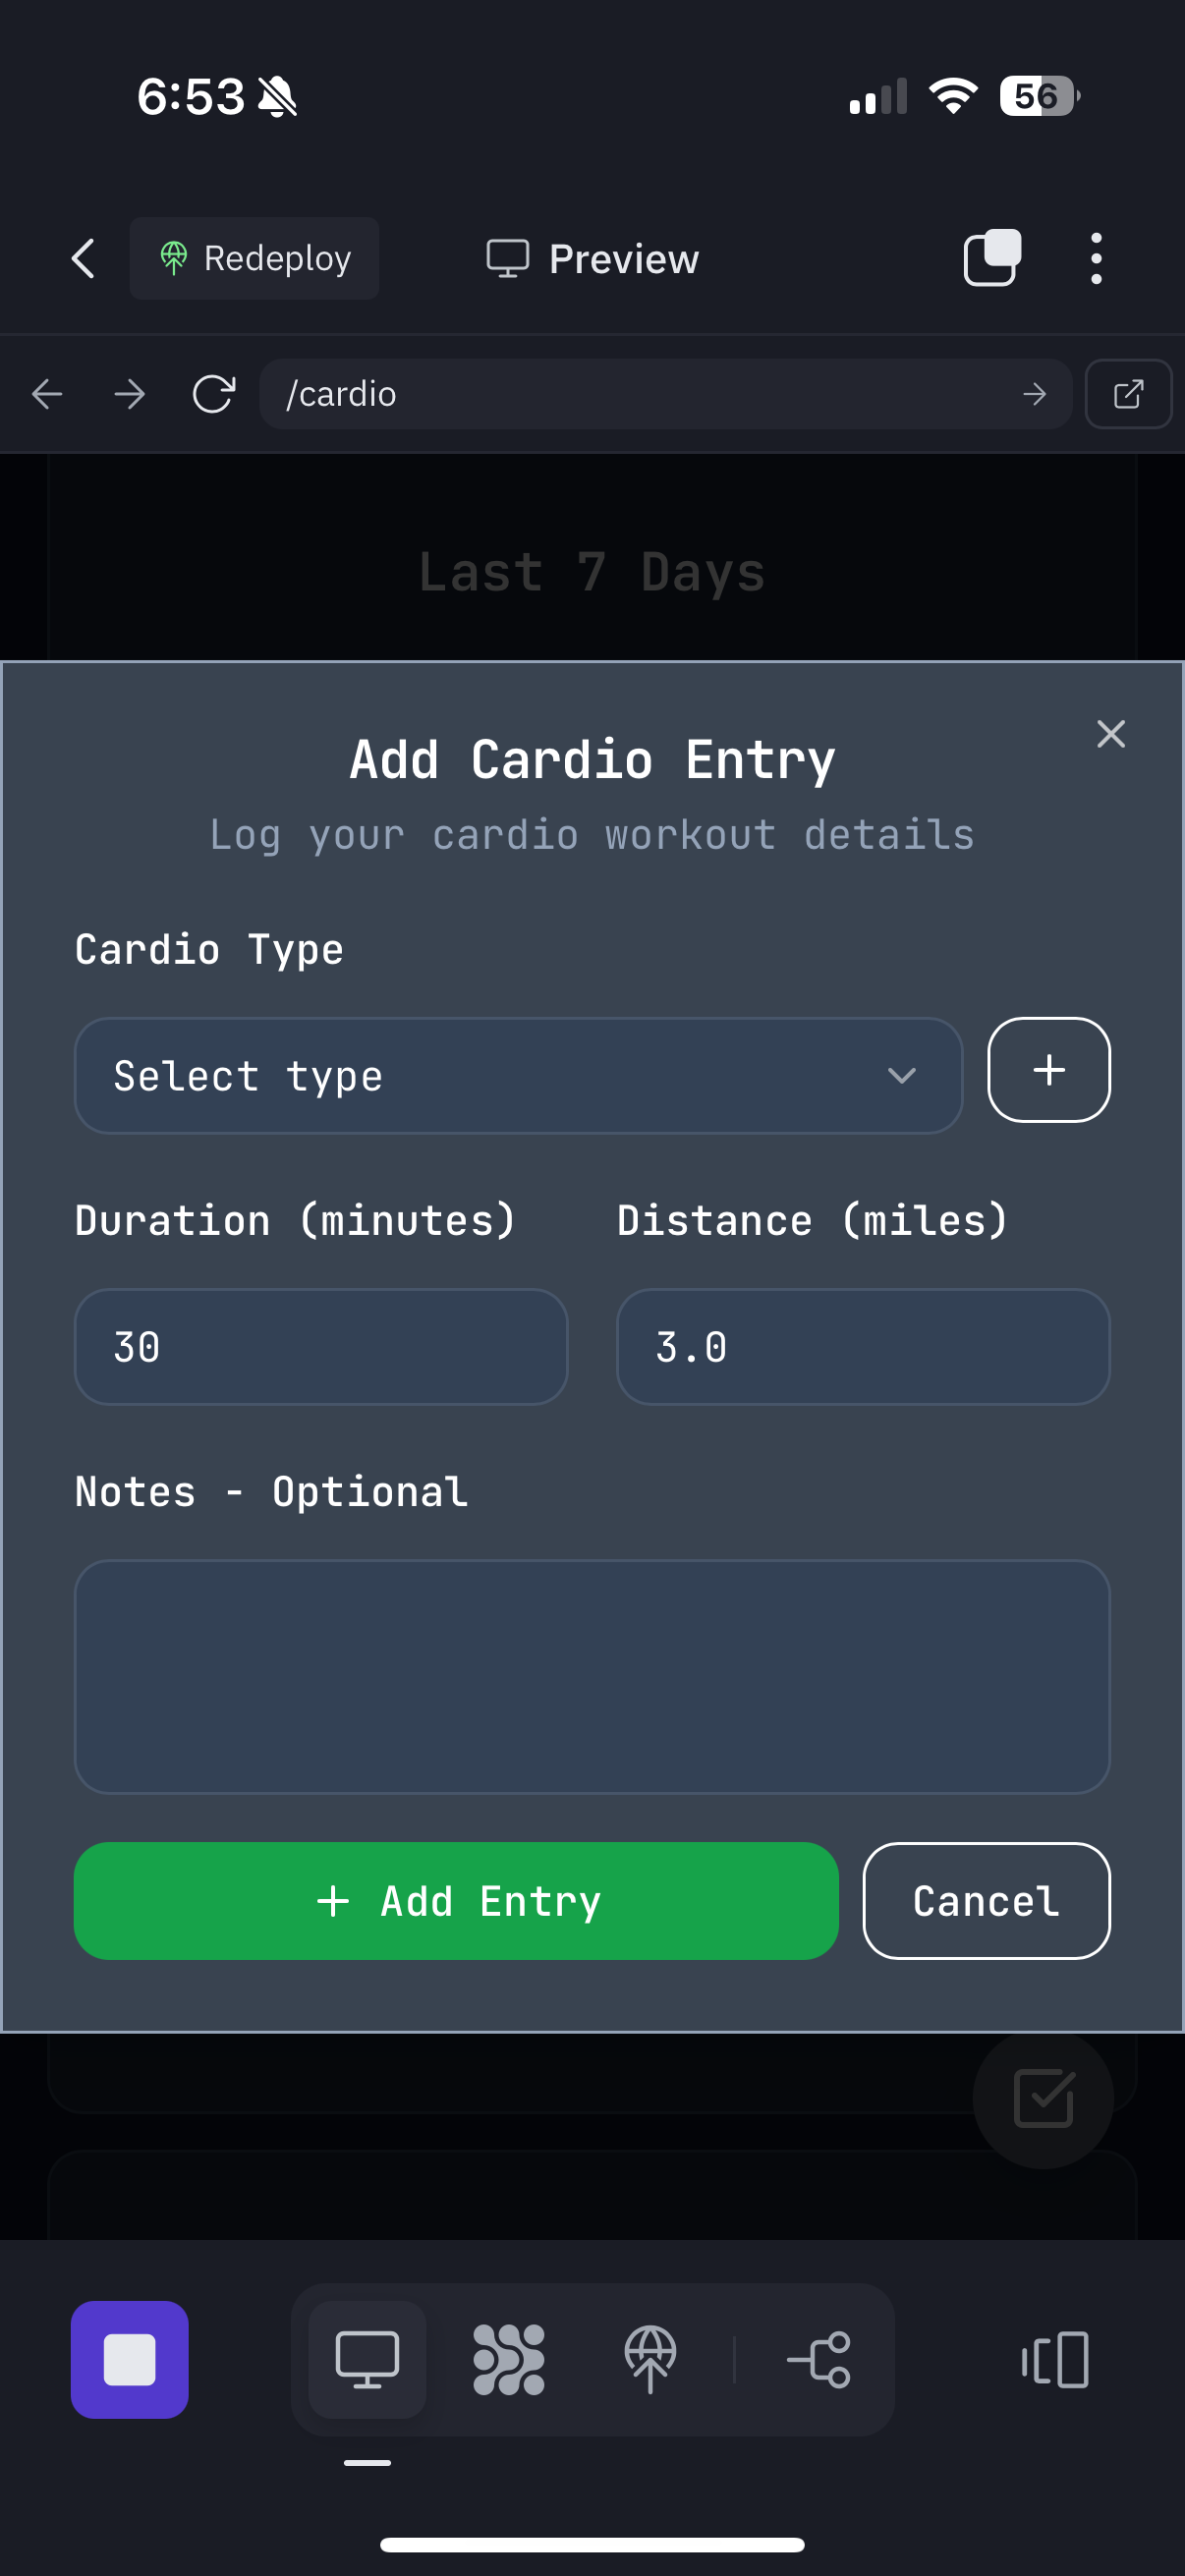 6:53
56
Redeploy
Preview
/cardio
Last 7 Days
Add Cardio Entry
Log your cardio workout details
Cardio Type
Select type
Duration (minutes) Distance (miles)
30 3.0
Notes - Optional
Add Entry
Cancel